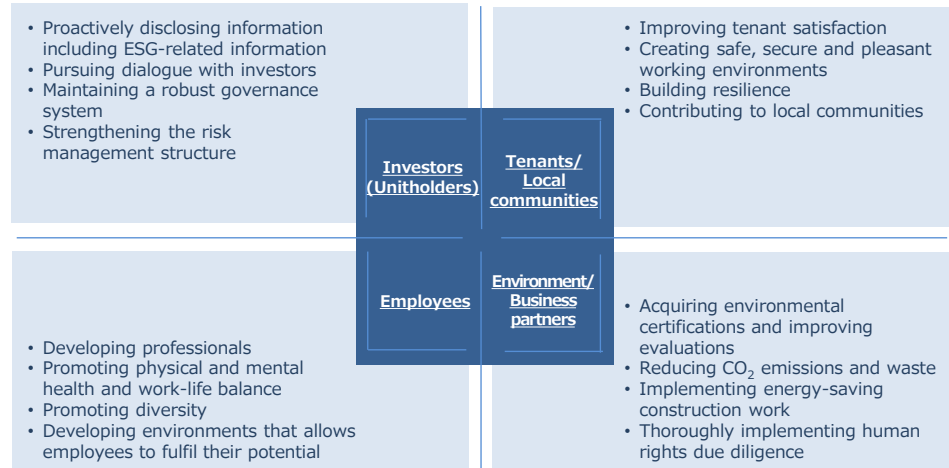 • Proactively disclosing information
including ESG-related information
• Pursuing dialogue with investors
• Maintaining a robust governance
system
• Strengthening the risk
management structure
• Improving tenant satisfaction
• Creating safe, secure and pleasant
working environments
• Building resilience
• Contributing to local communities
Investors
(Unitholders)
Tenants/
Local
communities
Employees
Environment/
Business
partners
• Developing professionals
• Promoting physical and mental
health and work-life balance
• Promoting diversity
• Developing environments that allows
employees to fulfil their potential
• Acquiring environmental
certifications and improving
evaluations
• Reducing CO₂ emissions and waste
• Implementing energy-saving
construction work
• Thoroughly implementing human
rights due diligence